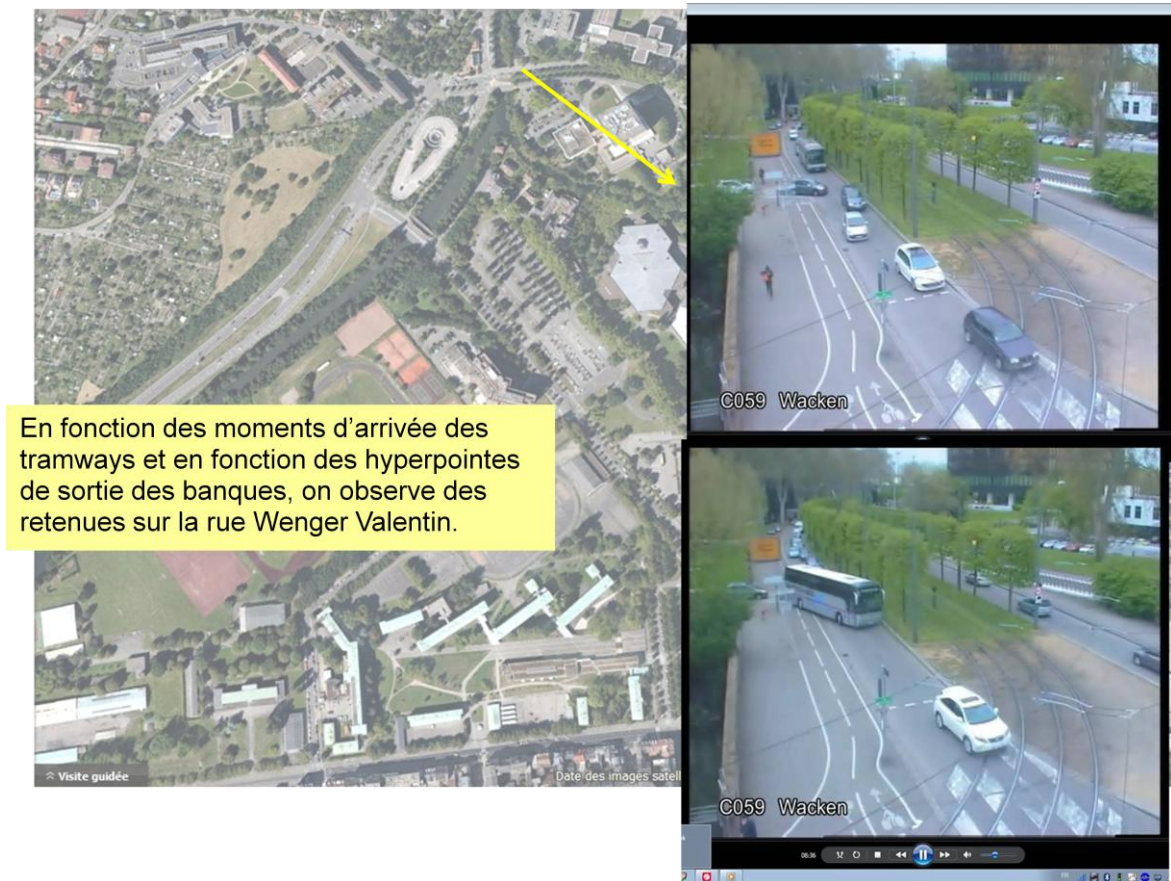 En fonction des moments d'arrivée des
tramways et en fonction des hyperpointes
de sortie des banques, on observe des
retenues sur la rue Wenger Valentin.
Visite guidée
Date des images satell
C059 Wacken
C059 Wacken
08:36
FR